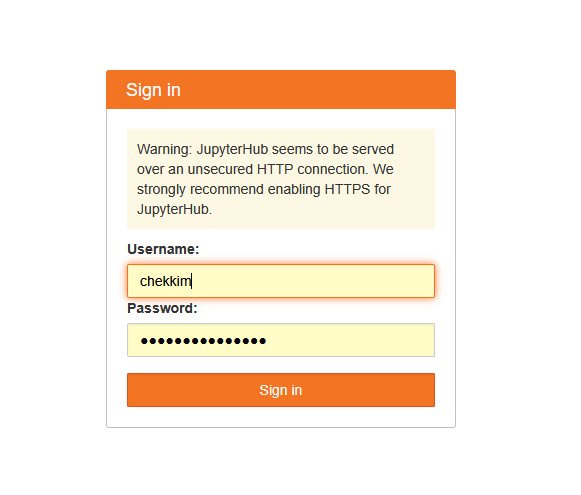 Sign in
Warning: JupyterHub seems to be served
over an unsecured HTTP connection. We
strongly recommend enabling HTTPS for
JupyterHub.
Username:
chekkim
Password:
●●●●●●●●●●●●●●●
Sign in